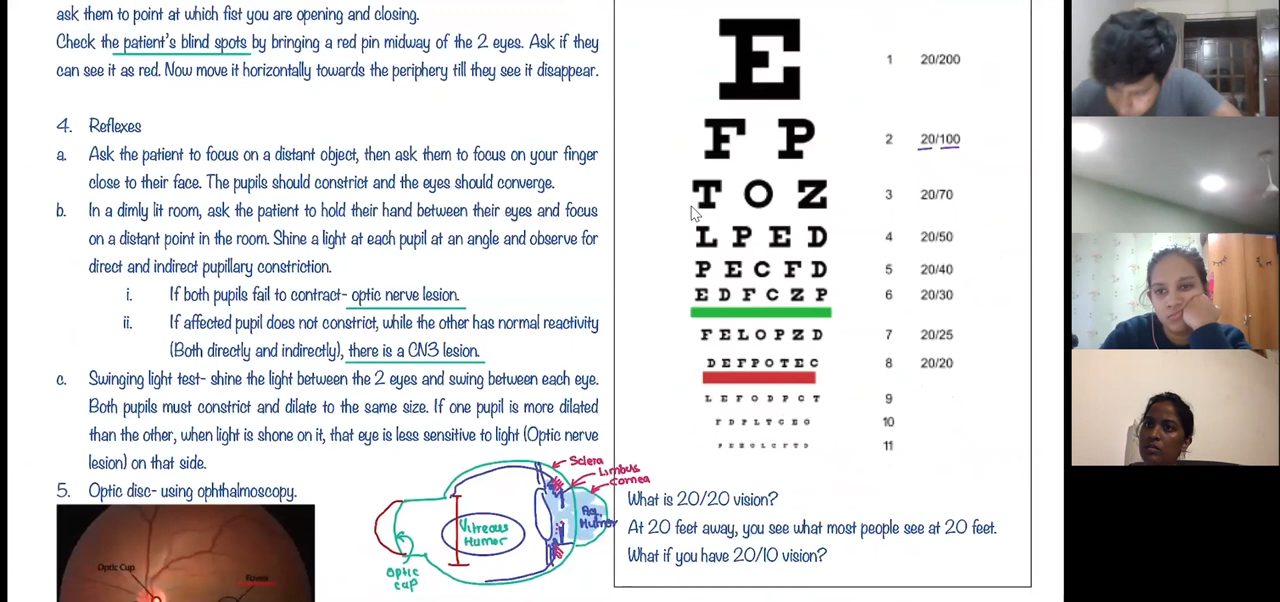 ask them to point at which fist you are opening and closing.
Check the patient's blind spots by bringing a red pin midway of the 2 eyes. Ask if they
can see it as red. Now move it horizontally towards the periphery till they see it disappear.
4. Reflexes
a. Ask the patient to focus on a distant object, then ask them to focus on your finger
close to their face. The pupils should constrict and the eyes should converge.
b. In a dimly lit room, ask the patient to hold their hand between their eyes and focus
on a distant point in the room. Shine a light at each pupil at an angle and observe for
direct and indirect pupillary constriction.
i. If both pupils fail to contract- optic nerve lesion.
ii. If affected pupil does not constrict, while the other has normal reactivity
(Both directly and indirectly), there is a CN3 lesion.
c. Swinging light test- shine the light between the 2 eyes and swing between each eye.
Both pupils must constrict and dilate to the same size. If one pupil is more dilated
than the other, when light is shone on it, that eye is less sensitive to light (Optic nerve
lesion) on that side.
5. Optic disc- using ophthalmoscopy.
Optic Cup
Fovea
Sclera
Limbus
Cornea
Vitreous
Humor
Aq.
Humor
Optic
Cup
E 1 20/200
F P 2 20/100
T O Z 3 20/70
L P E D 4 20/50
P E C F D 5 20/40
E D F C Z P 6 20/30
F E L O P Z D 7 20/25
D E F P O T E C 8 20/20
L E F O D P C T 9
F D P L T C E O 10
11
What is 20/20 vision?
At 20 feet away, you see what most people see at 20 feet.
What if you have 20/10 vision?